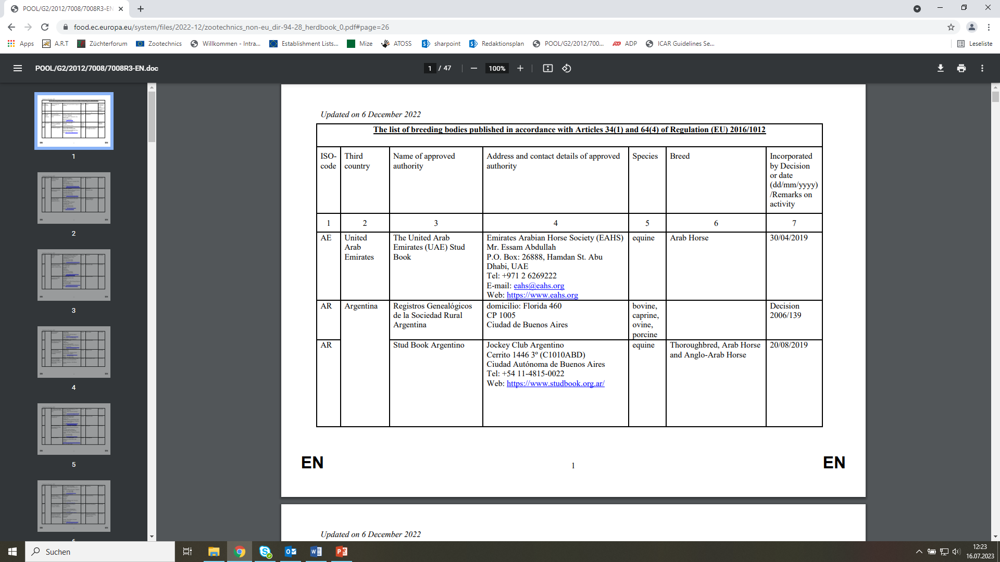 POOL/G2/2012/7008/7008R3-EN
food.ec.europa.eu/system/files/2022-12/zootechnics_non-eu_dir-94-28_herdbook_0.pdf#page=26
Apps
A.R.T
Züchterforum
Zootechnics
Willkommen - Intra...
Establishment Lists...
Mize
ATOSS
sharpoint
Redaktionsplan
POOL/G2/2012/700...
ADP
ICAR Guidelines Se...
Leseliste
POOL/G2/2012/7008/7008R3-EN.doc
1 / 47
100%
1
2
3
4
5
Updated on 6 December 2022
The list of breeding bodies published in accordance with Articles 34(1) and 64(4) of Regulation (EU) 2016/1012
ISO-
code
Third
country
Name of approved
authority
Address and contact details of approved
authority
Species
Breed
Incorporated
by Decision
or date
(dd/mm/yyyy)
/Remarks on
activity
1
2
3
4
5
6
7
AE
United
Arab
Emirates
The United Arab
Emirates (UAE) Stud
Book
Emirates Arabian Horse Society (EAHS)
Mr. Essam Abdullah
P.O. Box: 26888, Hamdan St. Abu
Dhabi, UAE
Tel: +971 2 6269222
E-mail: eahs@eahs.org
Web: https://www.eahs.org
equine
Arab Horse
30/04/2019
AR
Argentina
Registros Genealógicos
de la Sociedad Rural
Argentina
domicilio: Florida 460
CP 1005
Ciudad de Buenos Aires
bovine,
caprine,
ovine,
porcine
Decision
2006/139
AR
Stud Book Argentino
Jockey Club Argentino
Cerrito 1446 3º (C1010ABD)
Ciudad Autónoma de Buenos Aires
Tel: +54 11-4815-0022
Web: https://www.studbook.org.ar/
equine
Thoroughbred, Arab Horse
and Anglo-Arab Horse
20/08/2019
EN
1
EN
Updated on 6 December 2022
Suchen
12:23
16.07.2023